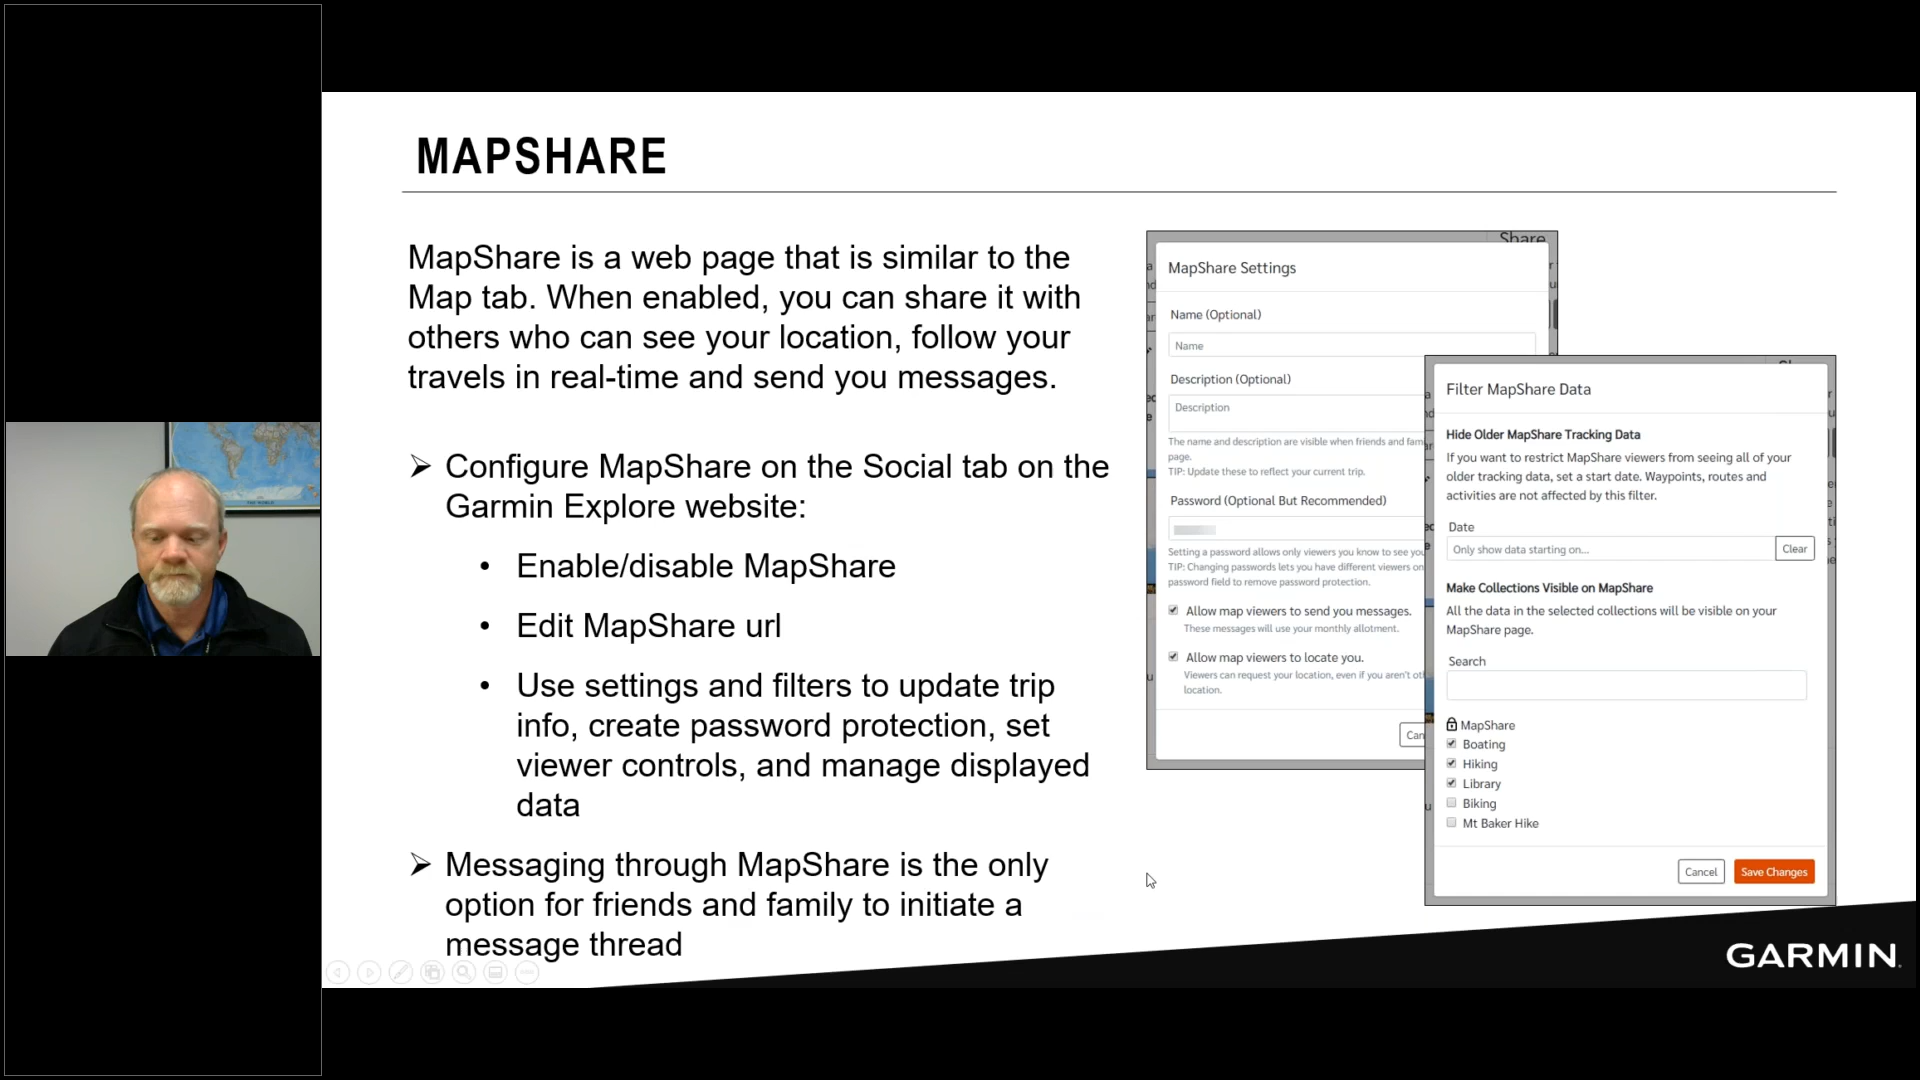 MAPSHARE
MapShare is a web page that is similar to the
Map tab. When enabled, you can share it with
others who can see your location, follow your
travels in real-time and send you messages.
Configure MapShare on the Social tab on the
Garmin Explore website:
• Enable/disable MapShare
• Edit MapShare url
• Use settings and filters to update trip
info, create password protection, set
viewer controls, and manage displayed
data
Messaging through MapShare is the only
option for friends and family to initiate a
message thread
Share
MapShare Settings
Name (Optional)
Name
Description (Optional)
Description
The name and description are visible when friends and fam
page.
TIP: Update these to reflect your current trip.
Password (Optional But Recommended)
Setting a password allows only viewers you know to see you
TIP: Changing passwords lets you have different viewers on
password field to remove password protection.
Allow map viewers to send you messages.
These messages will use your monthly allotment.
Allow map viewers to locate you.
Viewers can request your location, even if you aren't ot
location.
Can
Filter MapShare Data
Hide Older MapShare Tracking Data
If you want to restrict MapShare viewers from seeing all of your
older tracking data, set a start date. Waypoints, routes and
activities are not affected by this filter.
Date
Only show data starting on...
Clear
Make Collections Visible on MapShare
All the data in the selected collections will be visible on your
MapShare page.
Search
MapShare
Boating
Hiking
Library
Biking
Mt Baker Hike
Cancel
Save Changes
GARMIN